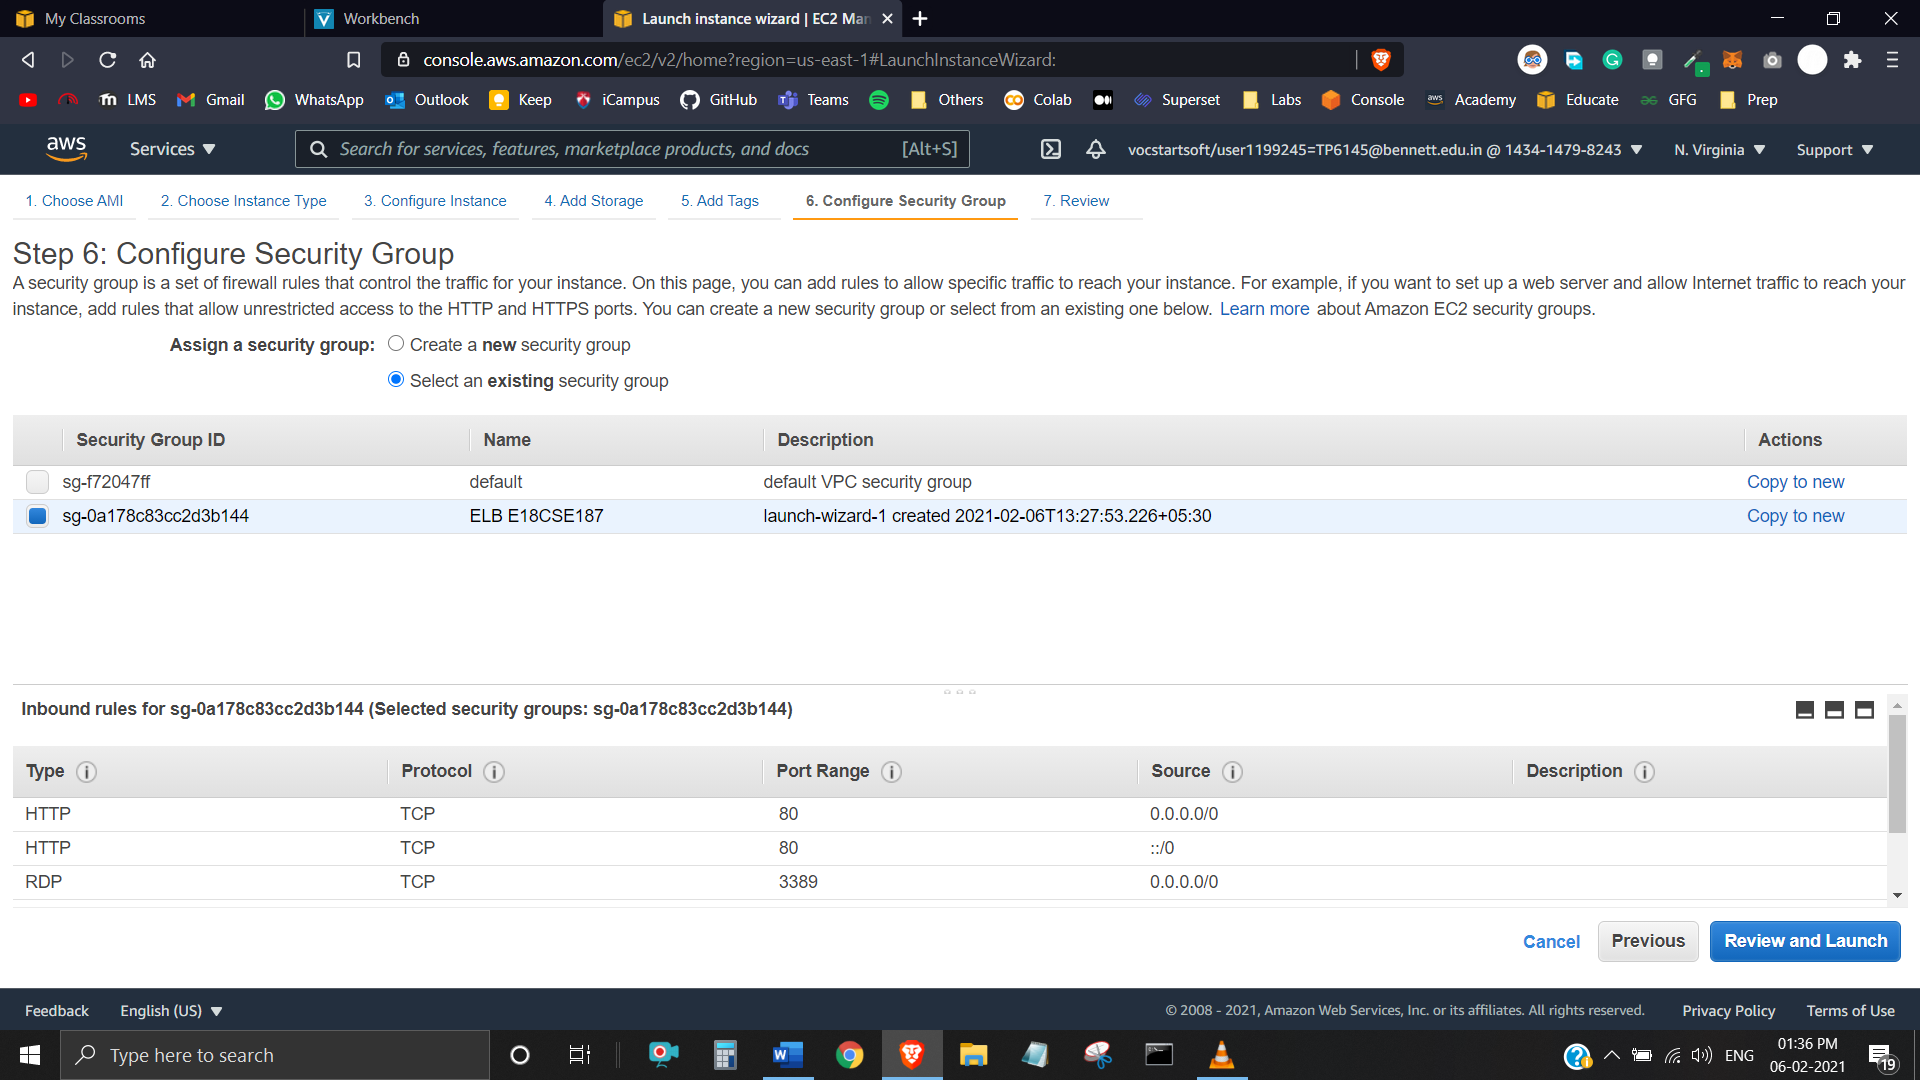 My Classrooms
Workbench
Launch instance wizard | EC2 Man
console.aws.amazon.com/ec2/v2/home?region=us-east-1#LaunchInstanceWizard:
LMS
Gmail
WhatsApp
Outlook
Keep
iCampus
GitHub
Teams
Others
Colab
Superset
Labs
Console
aws
Academy
Educate
GFG
Prep
aws
Services
Search for services, features, marketplace products, and docs
[Alt+S]
vocstartsoft/user1199245=TP6145@bennett.edu.in @ 1434-1479-8243
N. Virginia
Support
1. Choose AMI
2. Choose Instance Type
3. Configure Instance
4. Add Storage
5. Add Tags
6. Configure Security Group
7. Review
Step 6: Configure Security Group
A security group is a set of firewall rules that control the traffic for your instance. On this page, you can add rules to allow specific traffic to reach your instance. For example, if you want to set up a web server and allow Internet traffic to reach your
instance, add rules that allow unrestricted access to the HTTP and HTTPS ports. You can create a new security group or select from an existing one below. Learn more about Amazon EC2 security groups.
Assign a security group:
Create a new security group
Select an existing security group
Security Group ID
Name
Description
Actions
sg-f72047ff
default
default VPC security group
Copy to new
sg-0a178c83cc2d3b144
ELB E18CSE187
launch-wizard-1 created 2021-02-06T13:27:53.226+05:30
Copy to new
Inbound rules for sg-0a178c83cc2d3b144 (Selected security groups: sg-0a178c83cc2d3b144)
Type
Protocol
Port Range
Source
Description
HTTP
TCP
80
0.0.0.0/0
HTTP
TCP
80
::/0
RDP
TCP
3389
0.0.0.0/0
Cancel
Previous
Review and Launch
Feedback
English (US)
© 2008 - 2021, Amazon Web Services, Inc. or its affiliates. All rights reserved.
Privacy Policy
Terms of Use
Type here to search
ENG
01:36 PM
06-02-2021
19